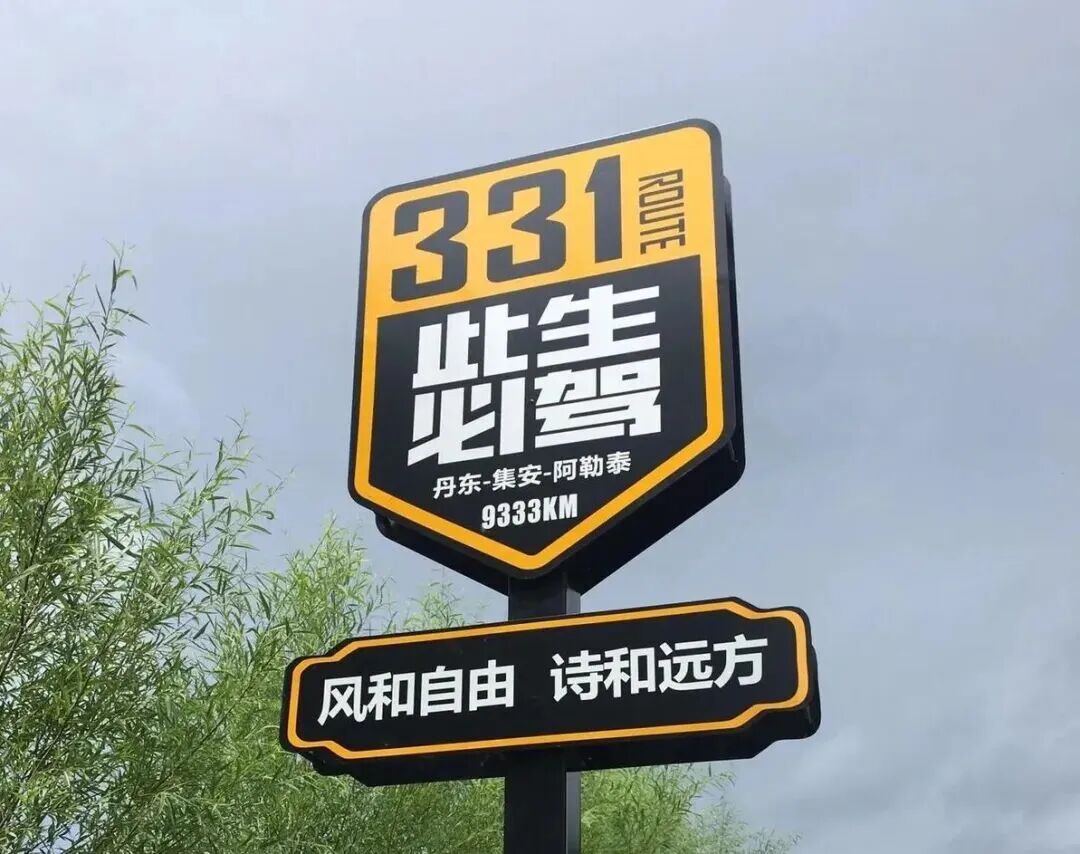 331 ROUTE
此生
必驾
丹东-集安-阿勒泰
9333KM
风和自由 诗和远方